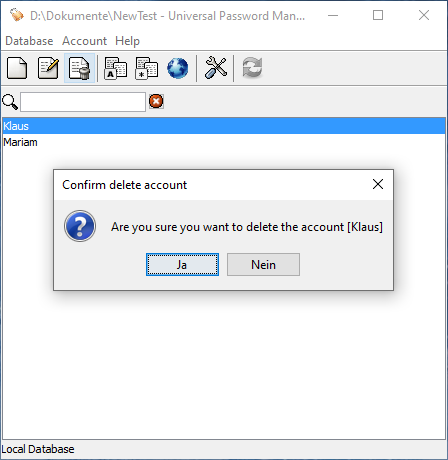 D:\Dokumente\NewTest - Universal Password Man...
Database Account Help
Klaus
Mariam
Confirm delete account
Are you sure you want to delete the account [Klaus]
Ja Nein
Local Database